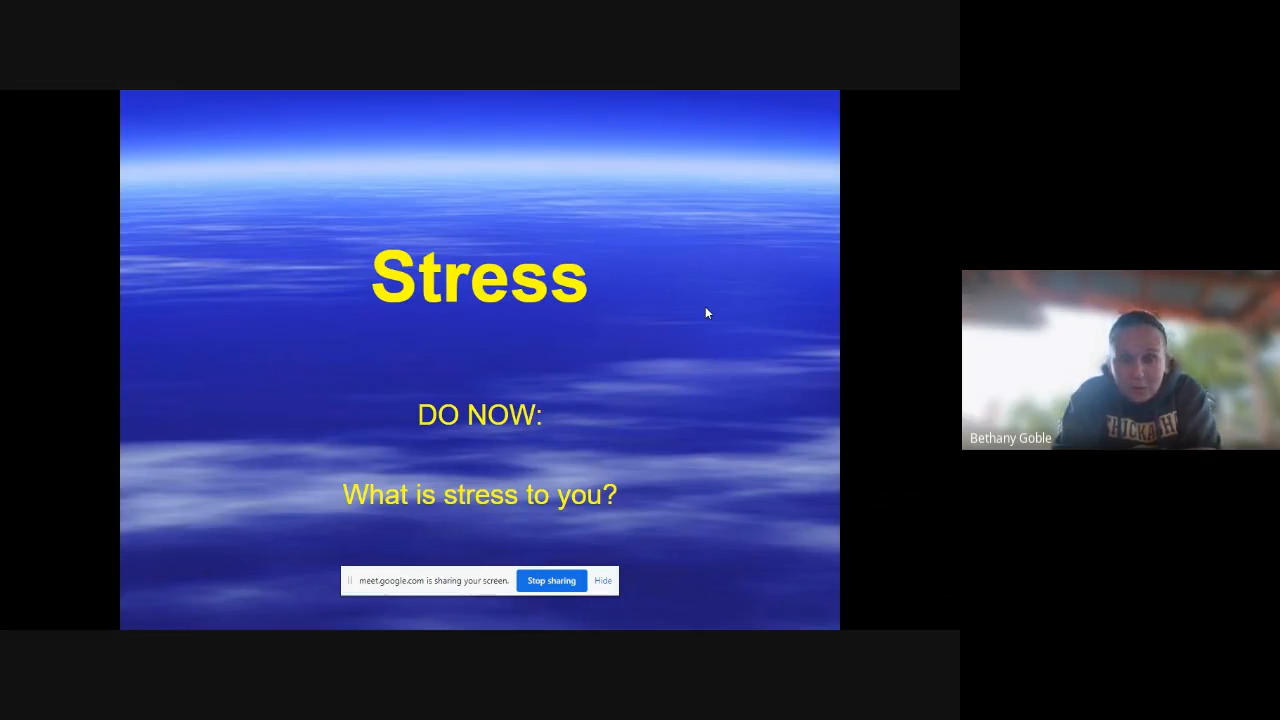 Stress
DO NOW:
What is stress to you?
meet.google.com is sharing your screen.
Stop sharing
Hide
Bethany Goble